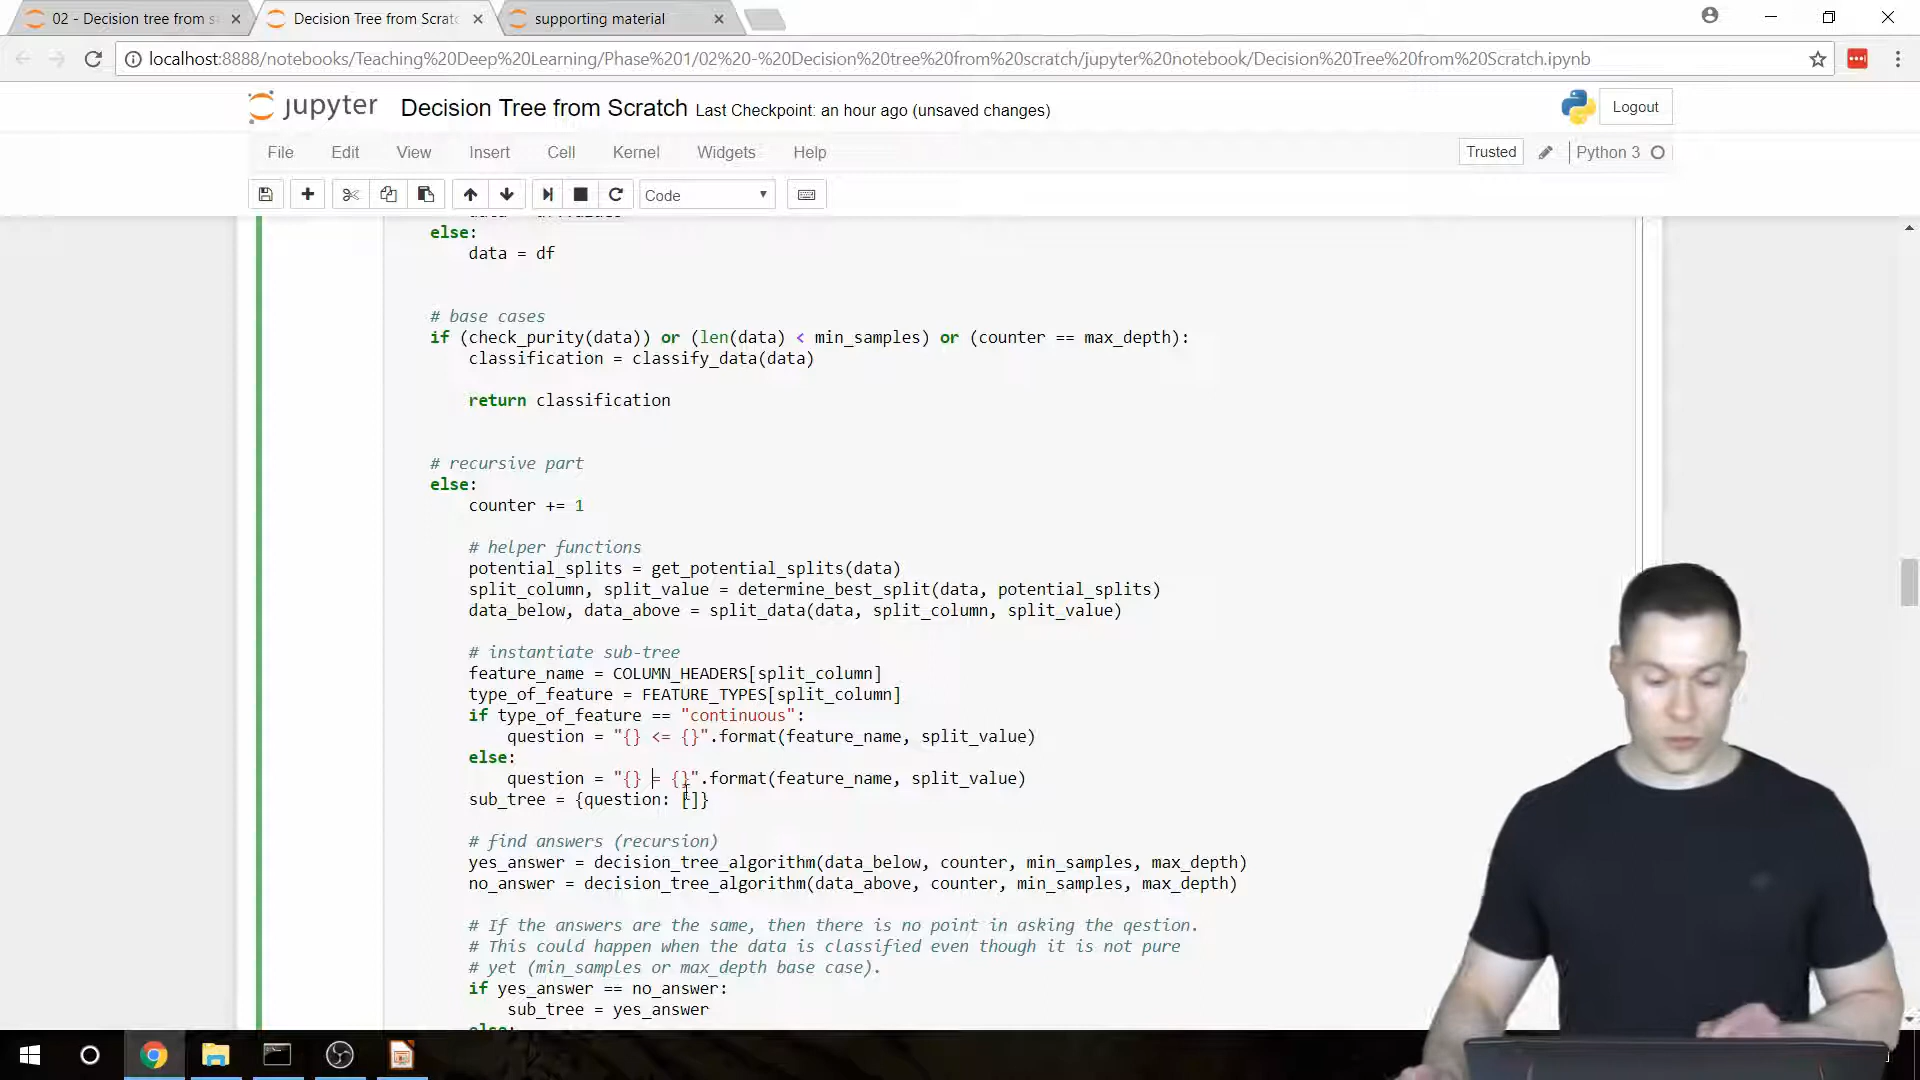 02 - Decision tree from s
Decision Tree from Scratc
supporting material
localhost:8888/notebooks/Teaching%20Deep%20Learning/Phase%201/02%20-%20Decision%20tree%20from%20scratch/jupyter%20notebook/Decision%20Tree%20from%20Scratch.ipynb
jupyter Decision Tree from Scratch Last Checkpoint: an hour ago (unsaved changes)
Logout
File Edit View Insert Cell Kernel Widgets Help
Trusted
Python 3
Code
else:
data = df
# base cases
if (check_purity(data)) or (len(data) < min_samples) or (counter == max_depth):
classification = classify_data(data)
return classification
# recursive part
else:
counter += 1
# helper functions
potential_splits = get_potential_splits(data)
split_column, split_value = determine_best_split(data, potential_splits)
data_below, data_above = split_data(data, split_column, split_value)
# instantiate sub-tree
feature_name = COLUMN_HEADERS[split_column]
type_of_feature = FEATURE_TYPES[split_column]
if type_of_feature == "continuous":
question = "{} <= {}".format(feature_name, split_value)
else:
question = "{} = {}".format(feature_name, split_value)
sub_tree = {question: []}
# find answers (recursion)
yes_answer = decision_tree_algorithm(data_below, counter, min_samples, max_depth)
no_answer = decision_tree_algorithm(data_above, counter, min_samples, max_depth)
# If the answers are the same, then there is no point in asking the qestion.
# This could happen when the data is classified even though it is not pure
# yet (min_samples or max_depth base case).
if yes_answer == no_answer:
sub_tree = yes_answer
else: